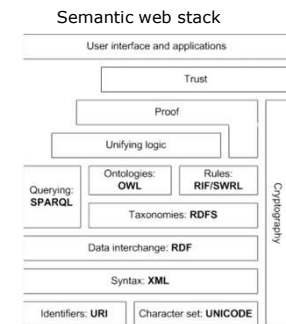 Semantic web stack
User interface and applications
Trust
Proof
Unifying logic
Querying:
SPARQL
Ontologies:
OWL
Rules:
RIF/SWRL
Taxonomies: RDFS
Cryptography
Data interchange: RDF
Syntax: XML
Identifiers: URI
Character set: UNICODE